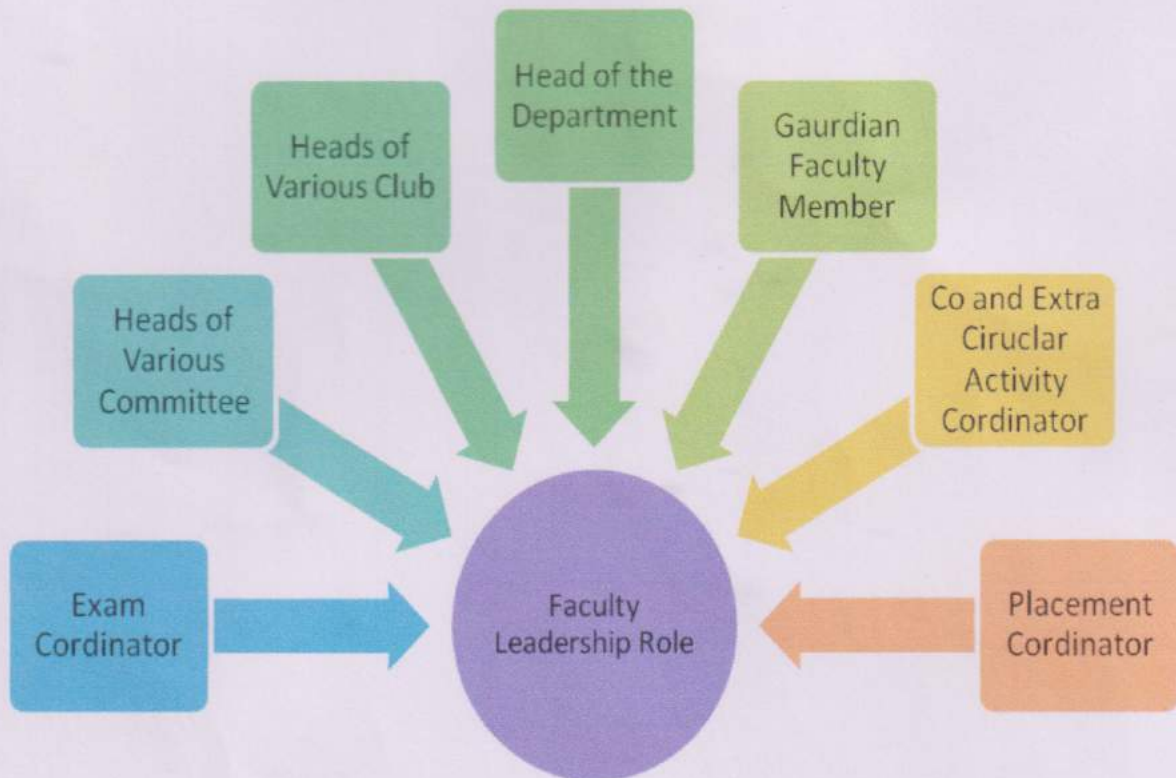 Head of the
Department
Heads of
Various Club
Gaurdian
Faculty
Member
Heads of
Various
Committee
Co and Extra
Ciruclar
Activity
Cordinator
Exam
Cordinator
Faculty
Leadership Role
Placement
Cordinator